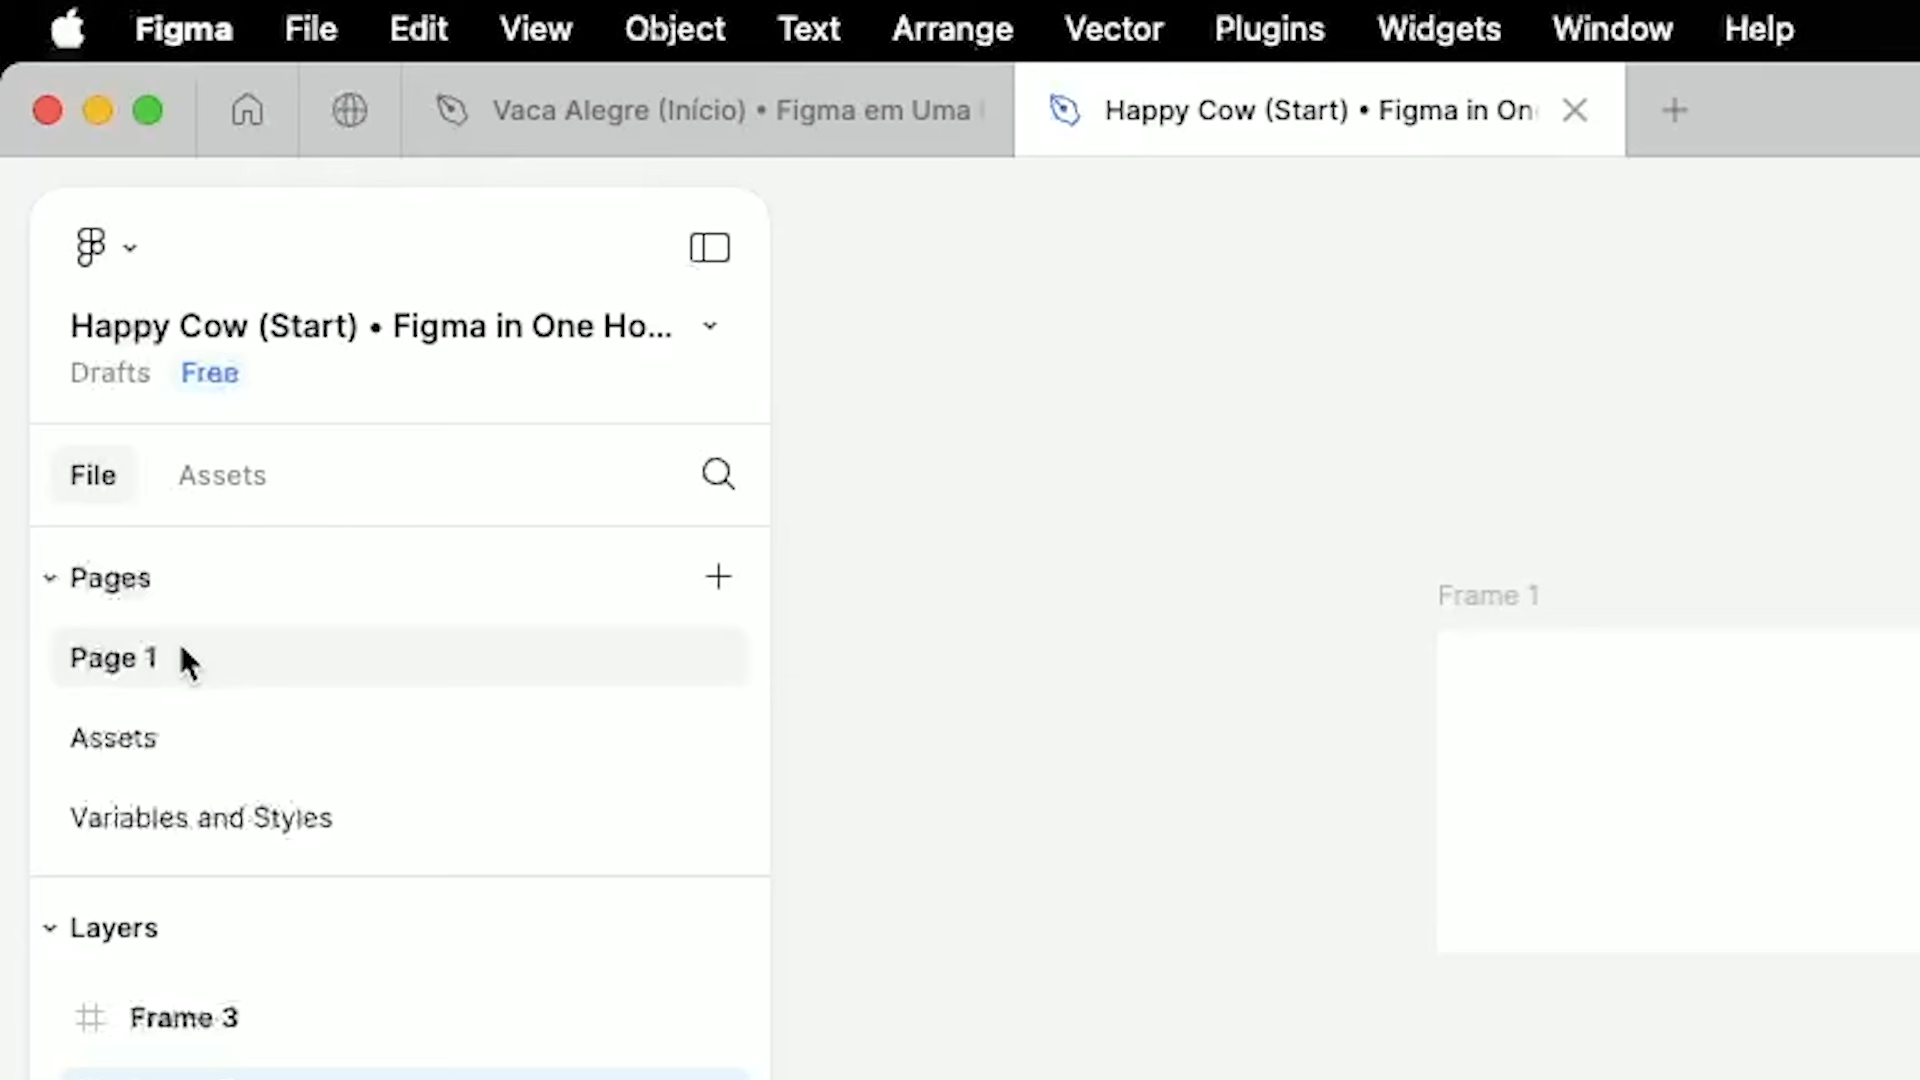 Figma File Edit View Object Text Arrange Vector Plugins Widgets Window Help
Vaca Alegre (Início) • Figma em Uma
Happy Cow (Start) • Figma in On
Happy Cow (Start) • Figma in One Ho...
Drafts Free
File Assets
Pages
Page 1
Assets
Variables and Styles
Layers
Frame 3
Frame 1